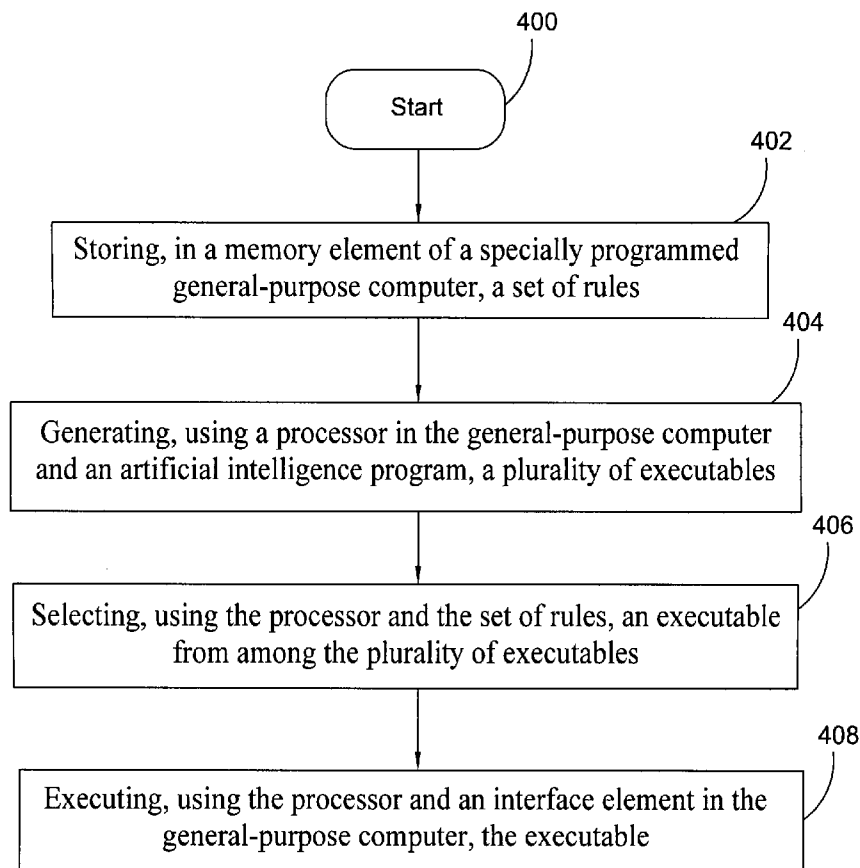 400
Start
402
Storing, in a memory element of a specially programmed
general-purpose computer, a set of rules
404
Generating, using a processor in the general-purpose computer
and an artificial intelligence program, a plurality of executables
406
Selecting, using the processor and the set of rules, an executable
from among the plurality of executables
408
Executing, using the processor and an interface element in the
general-purpose computer, the executable